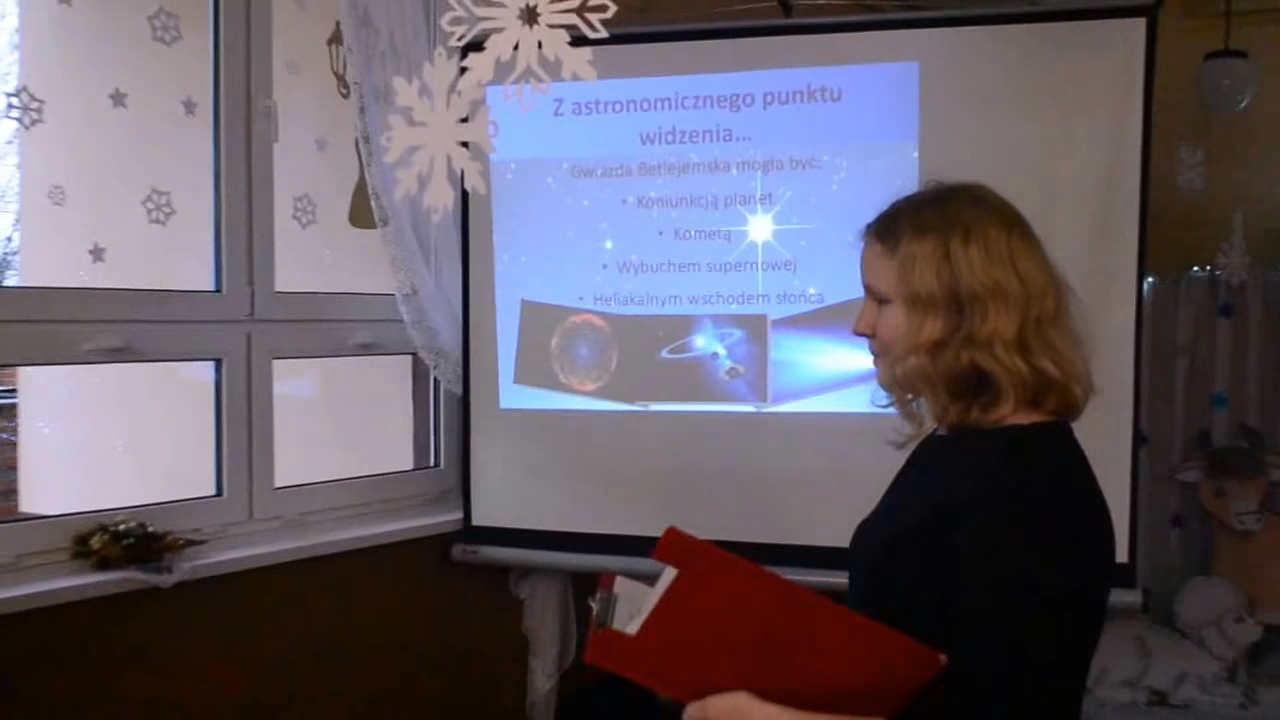 Z astronomicznego punktu
widzenia...
Gwiazda Betlejemska mogła być:
• Koniunkcją planet
• Kometą
• Wybuchem supernowej
• Heliakalnym wschodem słońca